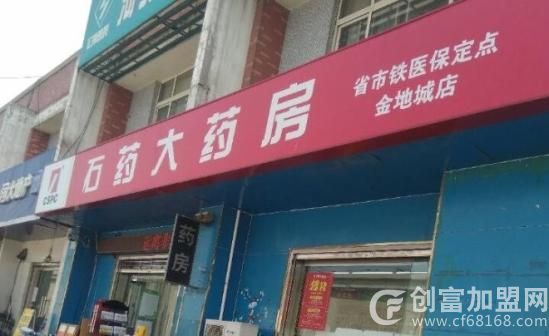 省市铁医保定点
石药大药房
金地城店
CSPC
药房
创富加盟网
www.cf68168.com